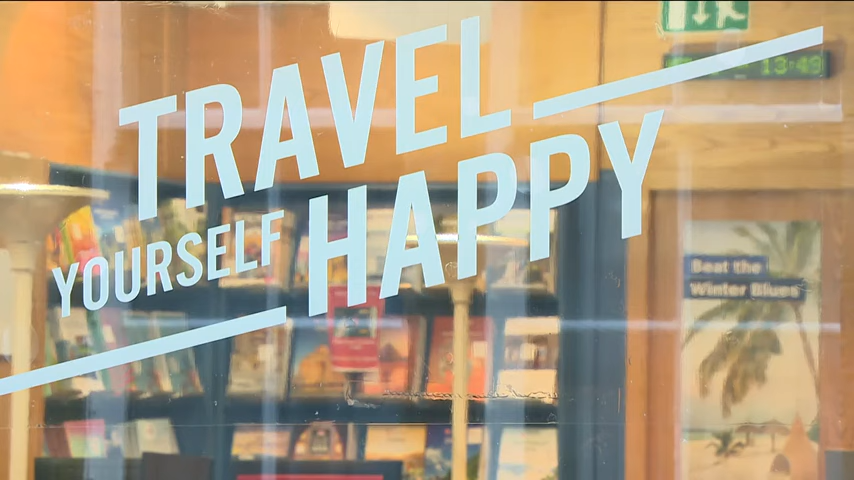 TRAVEL
YOURSELF HAPPY
13:49
Beat the
Winter Blues